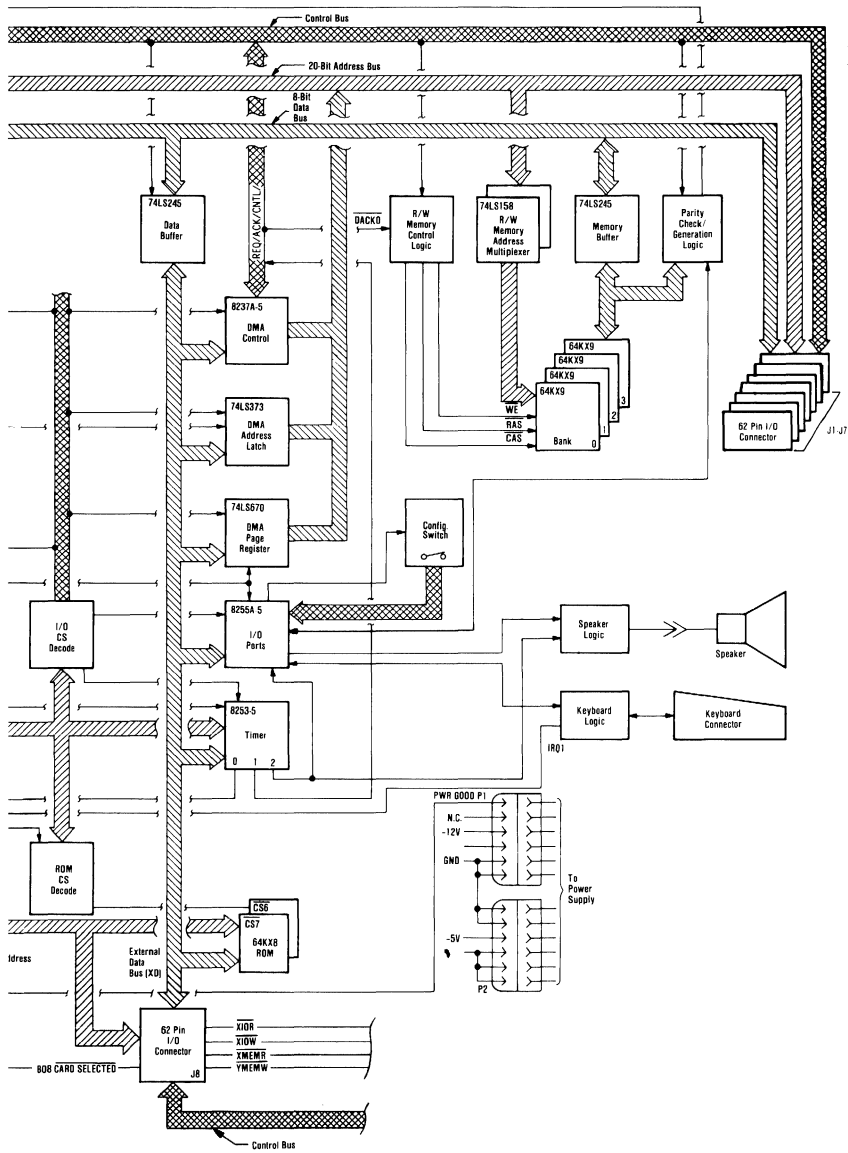 Control Bus
20-Bit Address Bus
8-Bit
Data
Bus
74LS245
Data
Buffer
REQ/ACK/CNTL/
DACKO
R/W
Memory
Control
Logic
74LS158
R/W
Memory
Address
Multiplexer
74LS245
Memory
Buffer
Parity
Check/
Generation
Logic
8237A-5
DMA
Control
64KX9
64KX9
64KX9
64KX9
3
2
1
0
Bank
WE
RAS
CAS
62 Pin I/O
Connector
J1-J7
74LS373
DMA
Address
Latch
74LS670
DMA
Page
Register
Config.
Switch
I/O
CS
Decode
8255A-5
I/O
Ports
Speaker
Logic
Speaker
8253-5
Timer
0 1 2
Keyboard
Logic
Keyboard
Connector
IRQ1
PWR GOOD P1
N.C.
-12V
GND
To
Power
Supply
-5V
P2
ROM
CS
Decode
CS6
CS7
64KX8
ROM
ddress
External
Data
Bus (XD)
62 Pin
I/O
Connector
J8
XIOR
XIOW
XMEMR
YMEMW
BOB CARD SELECTED
Control Bus